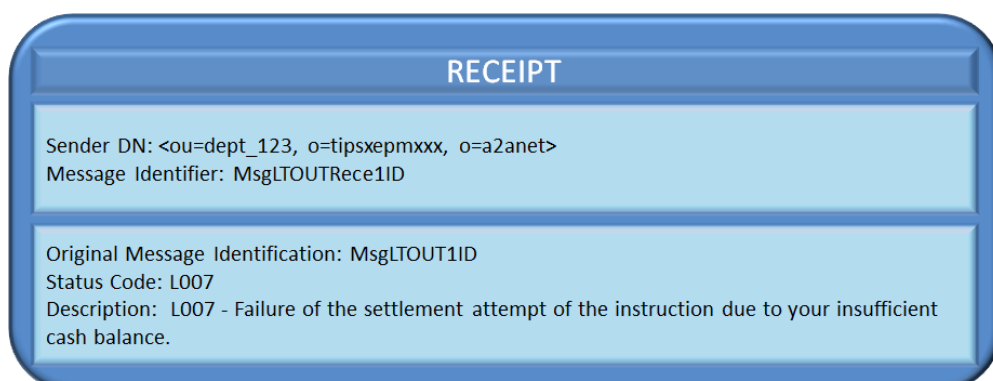 RECEIPT
Sender DN: <ou=dept_123, o=tipsxepmxxx, o=a2anet>
Message Identifier: MsgLTOUTRece1ID
Original Message Identification: MsgLTOUT1ID
Status Code: L007
Description: L007 - Failure of the settlement attempt of the instruction due to your insufficient
cash balance.